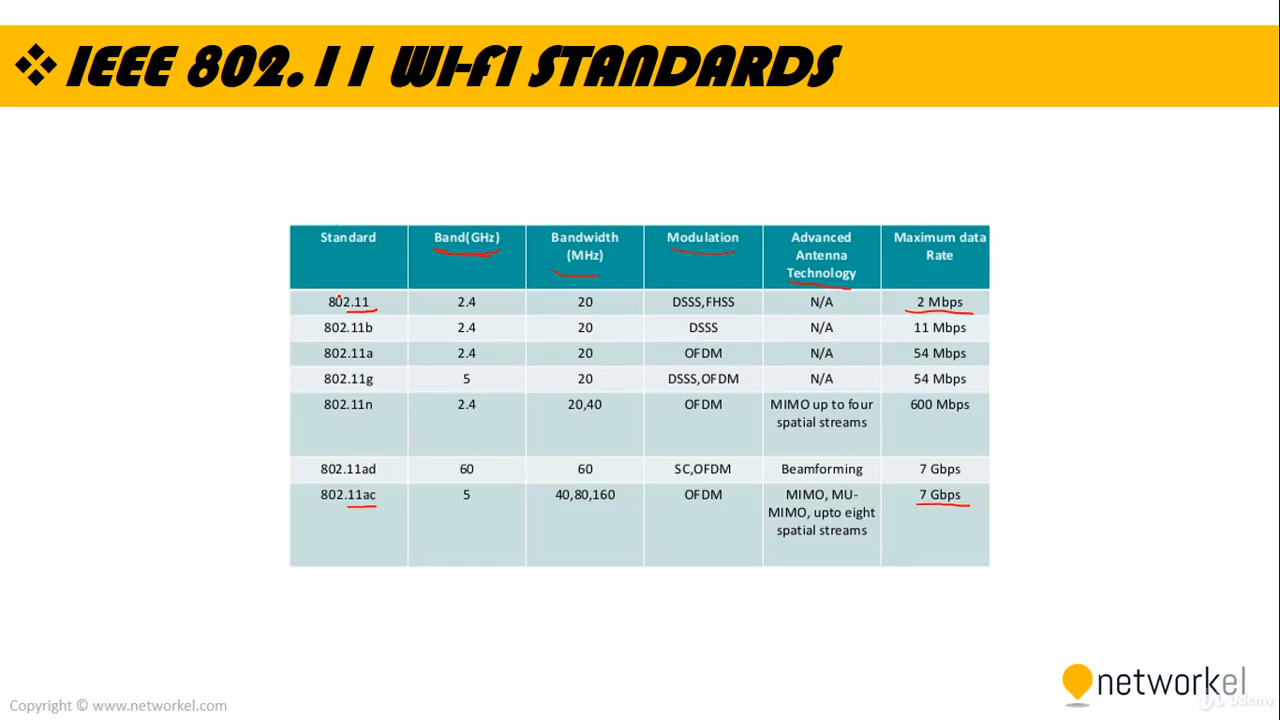 ❖ IEEE 802.11 WI-FI STANDARDS
Standard Band(GHz) Bandwidth (MHz) Modulation Advanced Antenna Technology Maximum data Rate
802.11 2.4 20 DSSS,FHSS N/A 2 Mbps
802.11b 2.4 20 DSSS N/A 11 Mbps
802.11a 2.4 20 OFDM N/A 54 Mbps
802.11g 5 20 DSSS,OFDM N/A 54 Mbps
802.11n 2.4 20,40 OFDM MIMO up to four spatial streams 600 Mbps
802.11ad 60 60 SC,OFDM Beamforming 7 Gbps
802.11ac 5 40,80,160 OFDM MIMO, MU-MIMO, upto eight spatial streams 7 Gbps
networkel
Udemy
Copyright © www.networkel.com